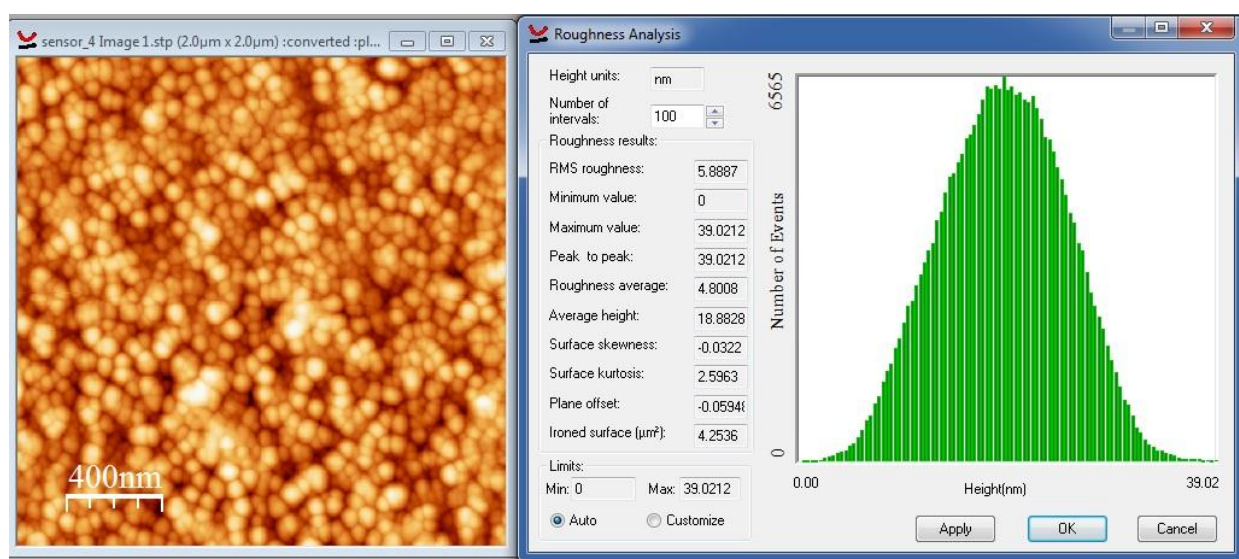 sensor_4 Image 1.stp (2.0µm x 2.0µm) :converted :pl...
400nm
Roughness Analysis
Height units: nm
Number of
intervals: 100
Roughness results:
RMS roughness: 5.8887
Minimum value: 0
Maximum value: 39.0212
Peak to peak: 39.0212
Roughness average: 4.8008
Average height: 18.8828
Surface skewness: -0.0322
Surface kurtosis: 2.5963
Plane offset: -0.0594
Ironed surface (µm²): 4.2536
Limits:
Min: 0 Max: 39.0212
Auto Customize
6565
Number of Events
0
0.00 Height(nm) 39.02
Apply OK Cancel